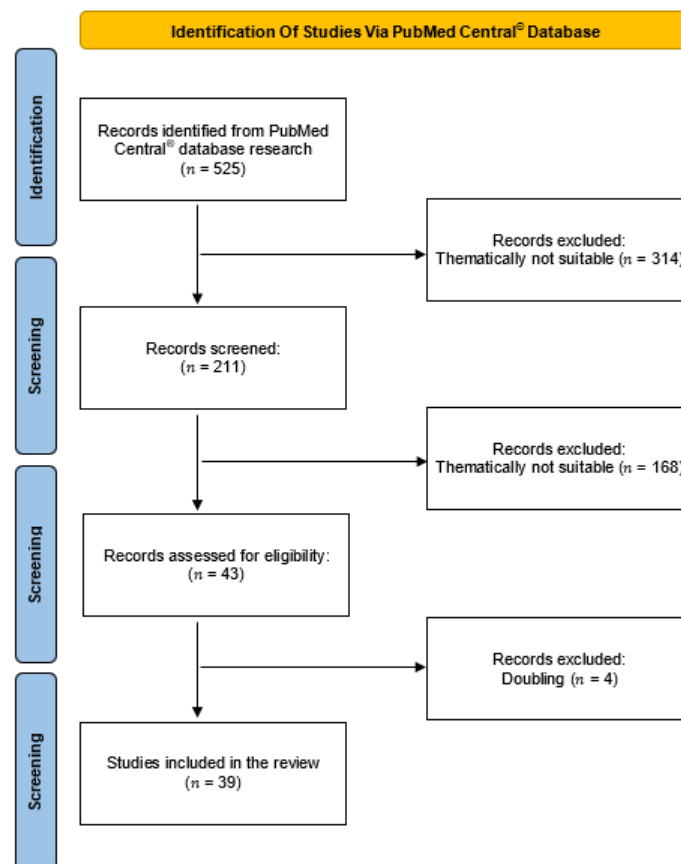 Identification Of Studies Via PubMed Central® Database
Identification
Records identified from PubMed
Central® database research
(n = 525)
Records excluded:
Thematically not suitable (n = 314)
Screening
Records screened:
(n = 211)
Records excluded:
Thematically not suitable (n = 168)
Screening
Records assessed for eligibility:
(n = 43)
Records excluded:
Doubling (n = 4)
Screening
Studies included in the review
(n = 39)